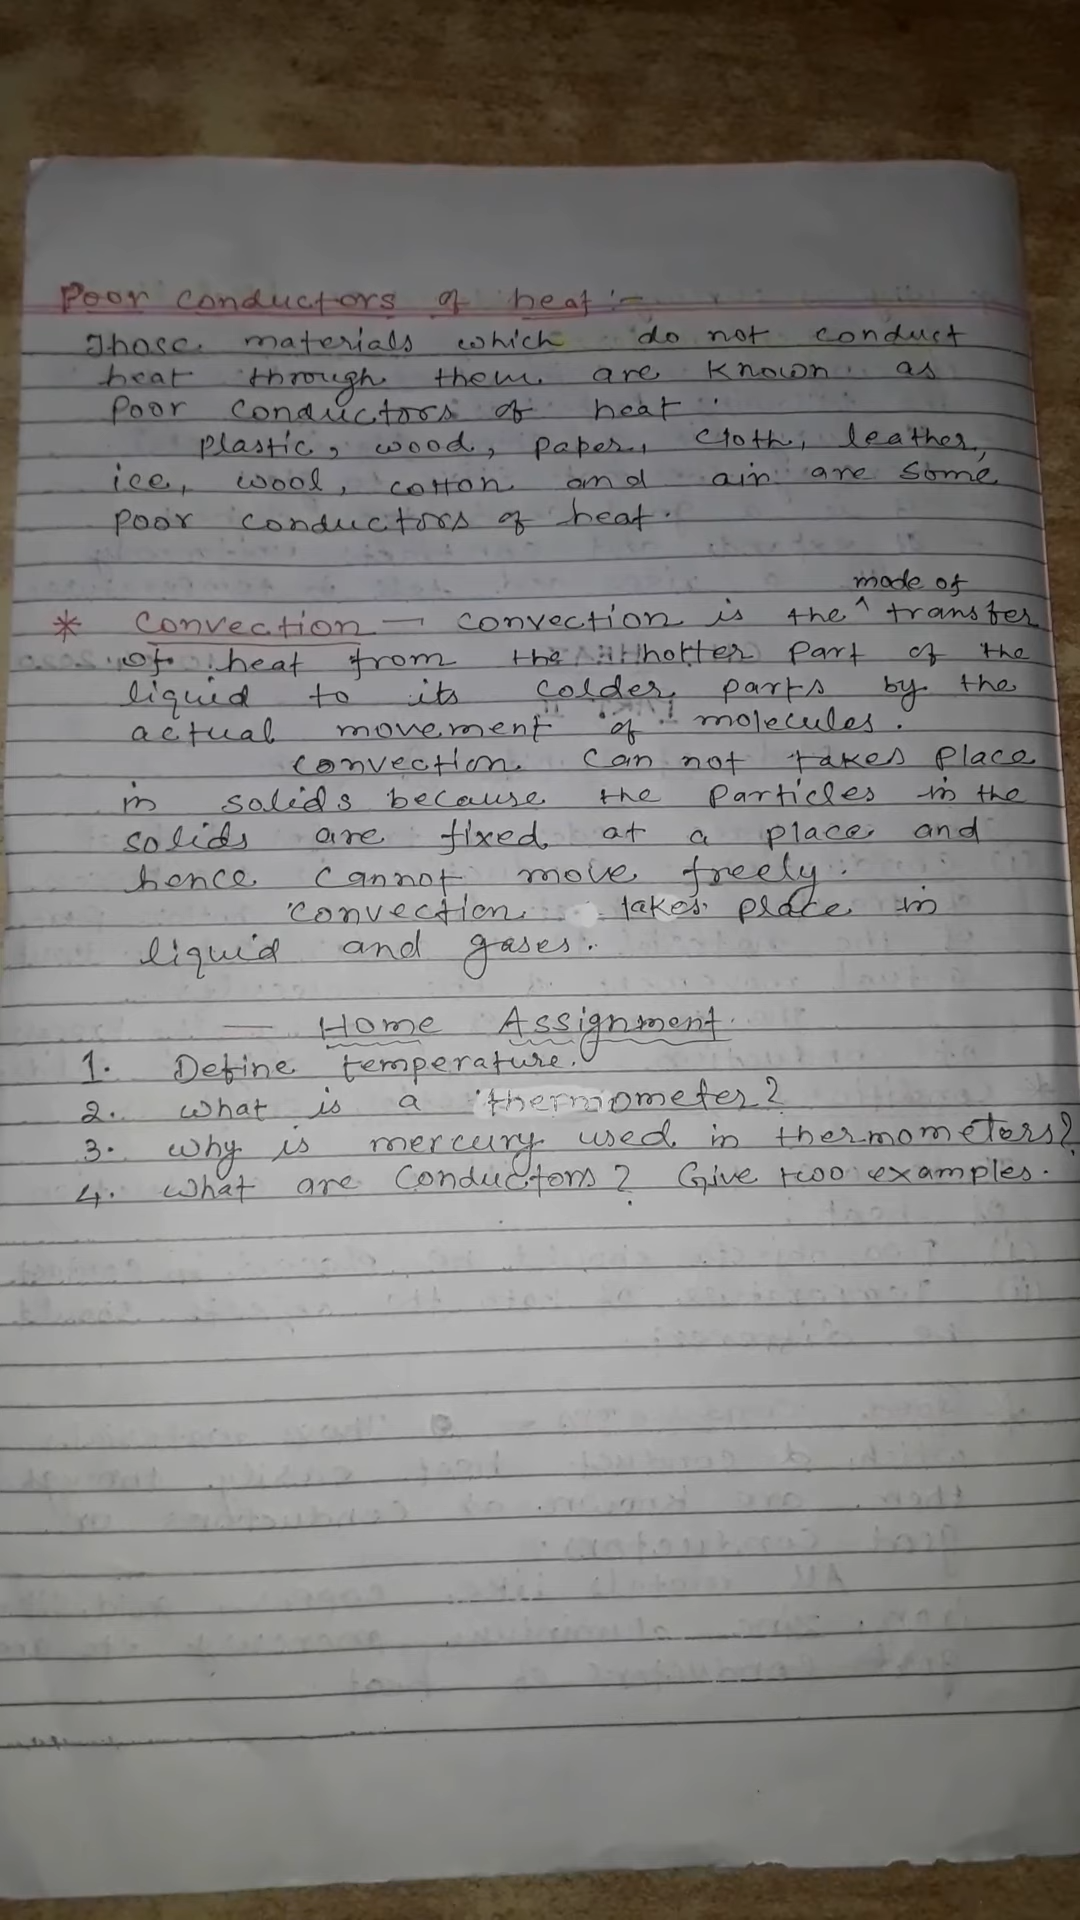 Poor conductors of heat :-
Those materials which do not conduct
heat through them are known as
poor conductors of heat.
plastic, wood, paper, cloth, leather,
ice, wool, cotton and air are some
poor conductors of heat.
mode of
* Convection - convection is the ^ transfer
of heat from the hotter part of the
liquid to its colder parts by the
actual movement of molecules.
convection can not takes place
in solids because the particles in the
solids are fixed at a place and
hence cannot move freely.
convection takes place in
liquid and gases.
— Home Assignment.
1. Define temperature.
2. what is a thermometer?
3. why is mercury used in thermometers?
4. what are conductors? Give two examples.